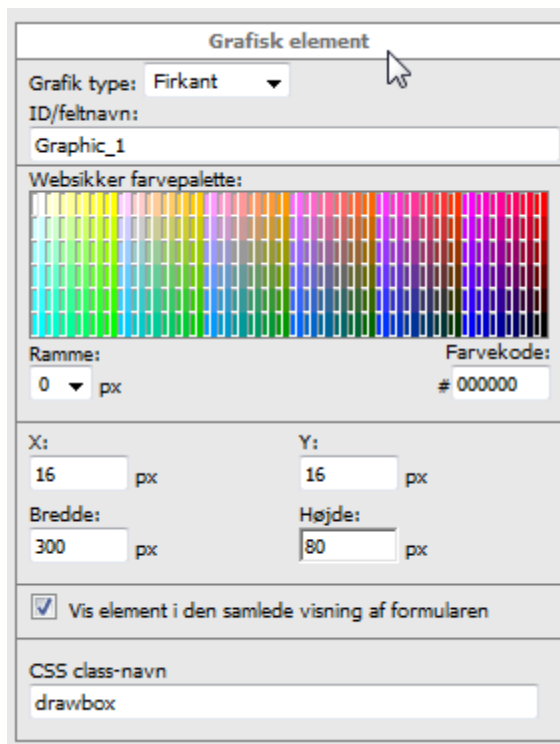 Grafisk element
Grafik type: Firkant
ID/feltnavn:
Graphic_1
Websikker farvepalette:
Ramme: Farvekode:
0 px # 000000
X: Y:
16 px 16 px
Bredde: Højde:
300 px 80 px
Vis element i den samlede visning af formularen
CSS class-navn
drawbox